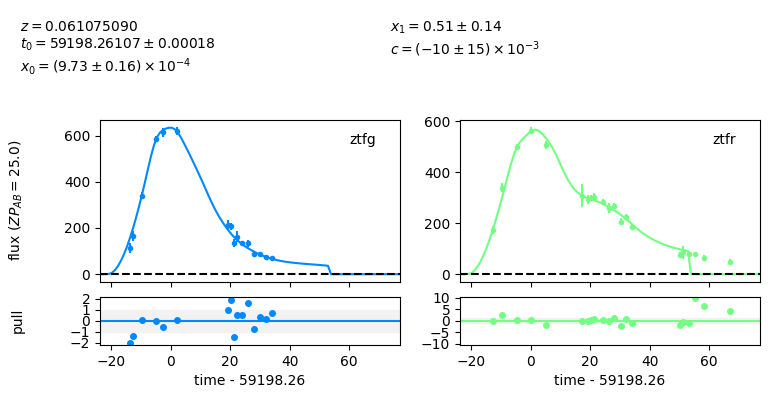 z = 0.061075090
t₀ = 59198.26107 ± 0.00018
x₀ = (9.73 ± 0.16) × 10⁻⁴
x₁ = 0.51 ± 0.14
c = (−10 ± 15) × 10⁻³
flux (ZP_AB = 25.0)
600
400
200
0
ztfg
600
400
200
0
ztfr
pull
2
1
0
−1
−2
−20 0 20 40 60
time - 59198.26
10
5
0
−5
−10
−20 0 20 40 60
time - 59198.26